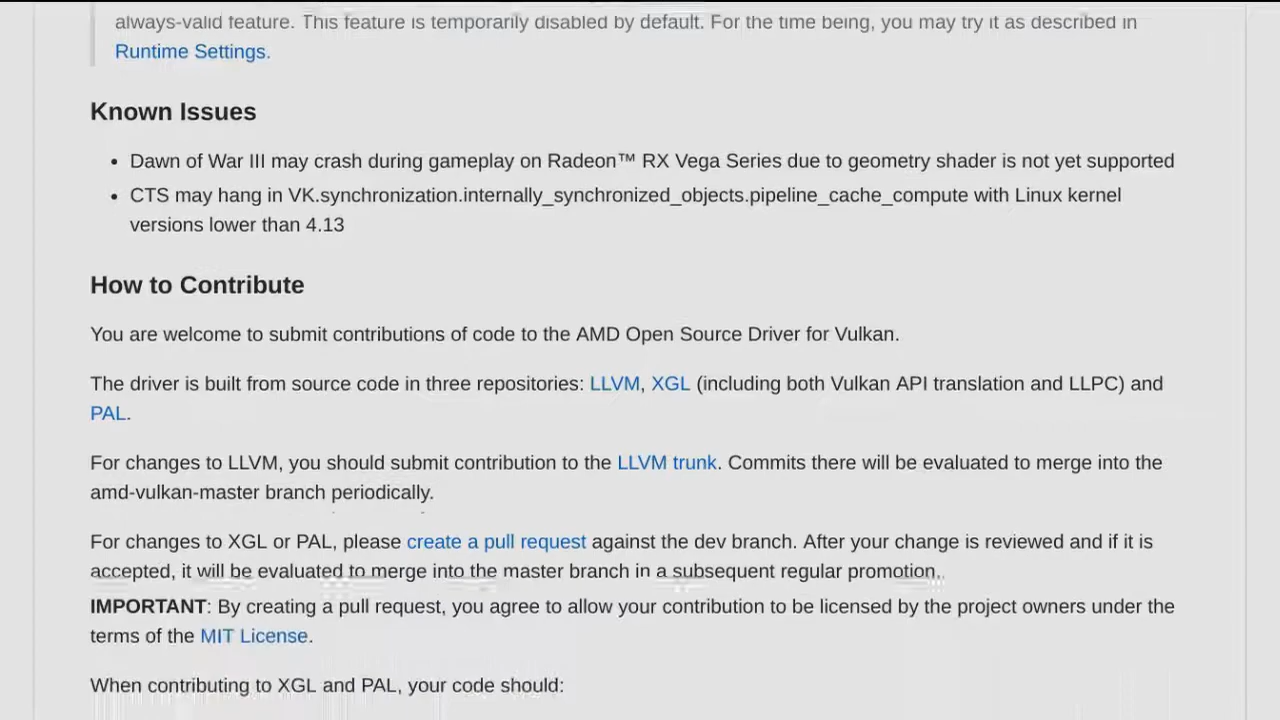 always-valid feature. This feature is temporarily disabled by default. For the time being, you may try it as described in
Runtime Settings.
Known Issues
• Dawn of War III may crash during gameplay on Radeon™ RX Vega Series due to geometry shader is not yet supported
• CTS may hang in VK.synchronization.internally_synchronized_objects.pipeline_cache_compute with Linux kernel
versions lower than 4.13
How to Contribute
You are welcome to submit contributions of code to the AMD Open Source Driver for Vulkan.
The driver is built from source code in three repositories: LLVM, XGL (including both Vulkan API translation and LLPC) and
PAL.
For changes to LLVM, you should submit contribution to the LLVM trunk. Commits there will be evaluated to merge into the
amd-vulkan-master branch periodically.
For changes to XGL or PAL, please create a pull request against the dev branch. After your change is reviewed and if it is
accepted, it will be evaluated to merge into the master branch in a subsequent regular promotion.
IMPORTANT: By creating a pull request, you agree to allow your contribution to be licensed by the project owners under the
terms of the MIT License.
When contributing to XGL and PAL, your code should: